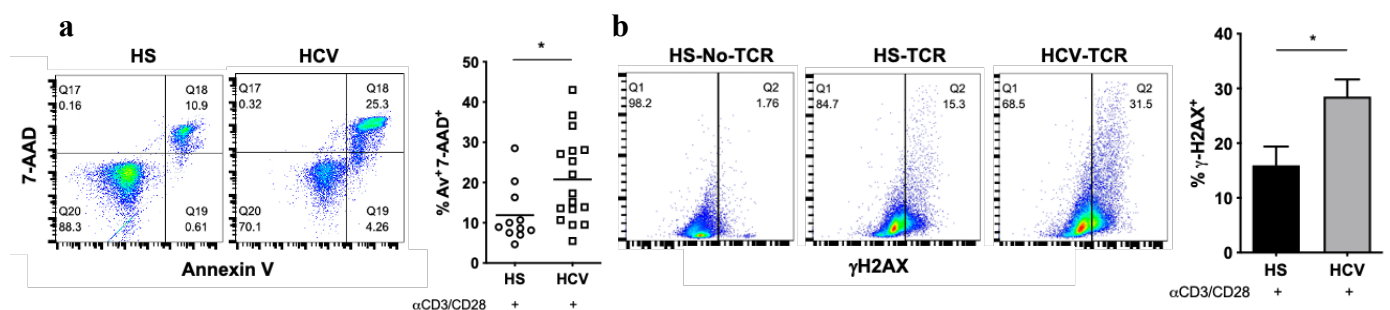 a
HS
HCV
Q17
0.16
Q18
10.9
Q20
88.3
Q19
0.61
Q17
0.32
Q18
25.3
Q20
70.1
Q19
4.26
7-AAD
Annexin V
*
% Av⁺7-AAD⁺
50
40
30
20
10
0
HS
HCV
αCD3/CD28
+
+
b
HS-No-TCR
HS-TCR
HCV-TCR
Q1
98.2
Q2
1.76
Q1
84.7
Q2
15.3
Q1
68.5
Q2
31.5
γH2AX
*
% γ-H2AX⁺
40
30
20
10
0
HS
HCV
αCD3/CD28
+
+